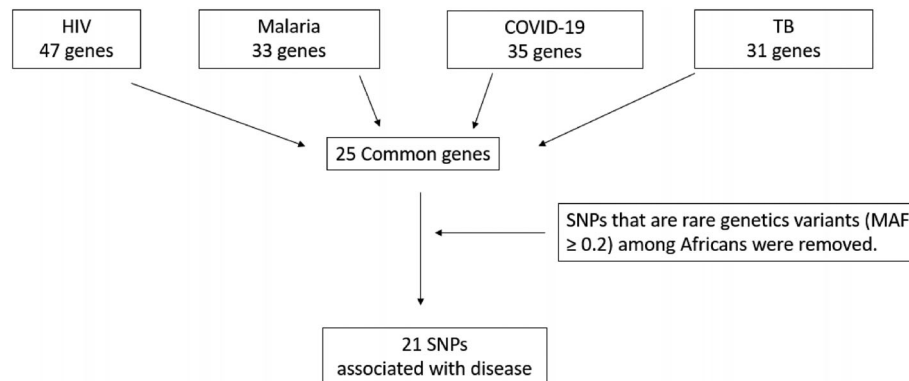 HIV
47 genes
Malaria
33 genes
COVID-19
35 genes
TB
31 genes
25 Common genes
SNPs that are rare genetics variants (MAF
≥ 0.2) among Africans were removed.
21 SNPs
associated with disease